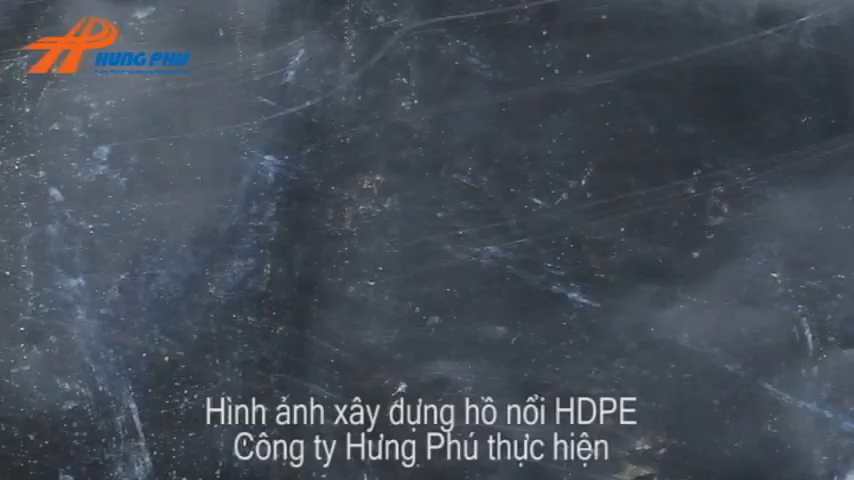 HUNG PHU
Hình ảnh xây dựng hồ nổi HDPE
Công ty Hưng Phú thực hiện